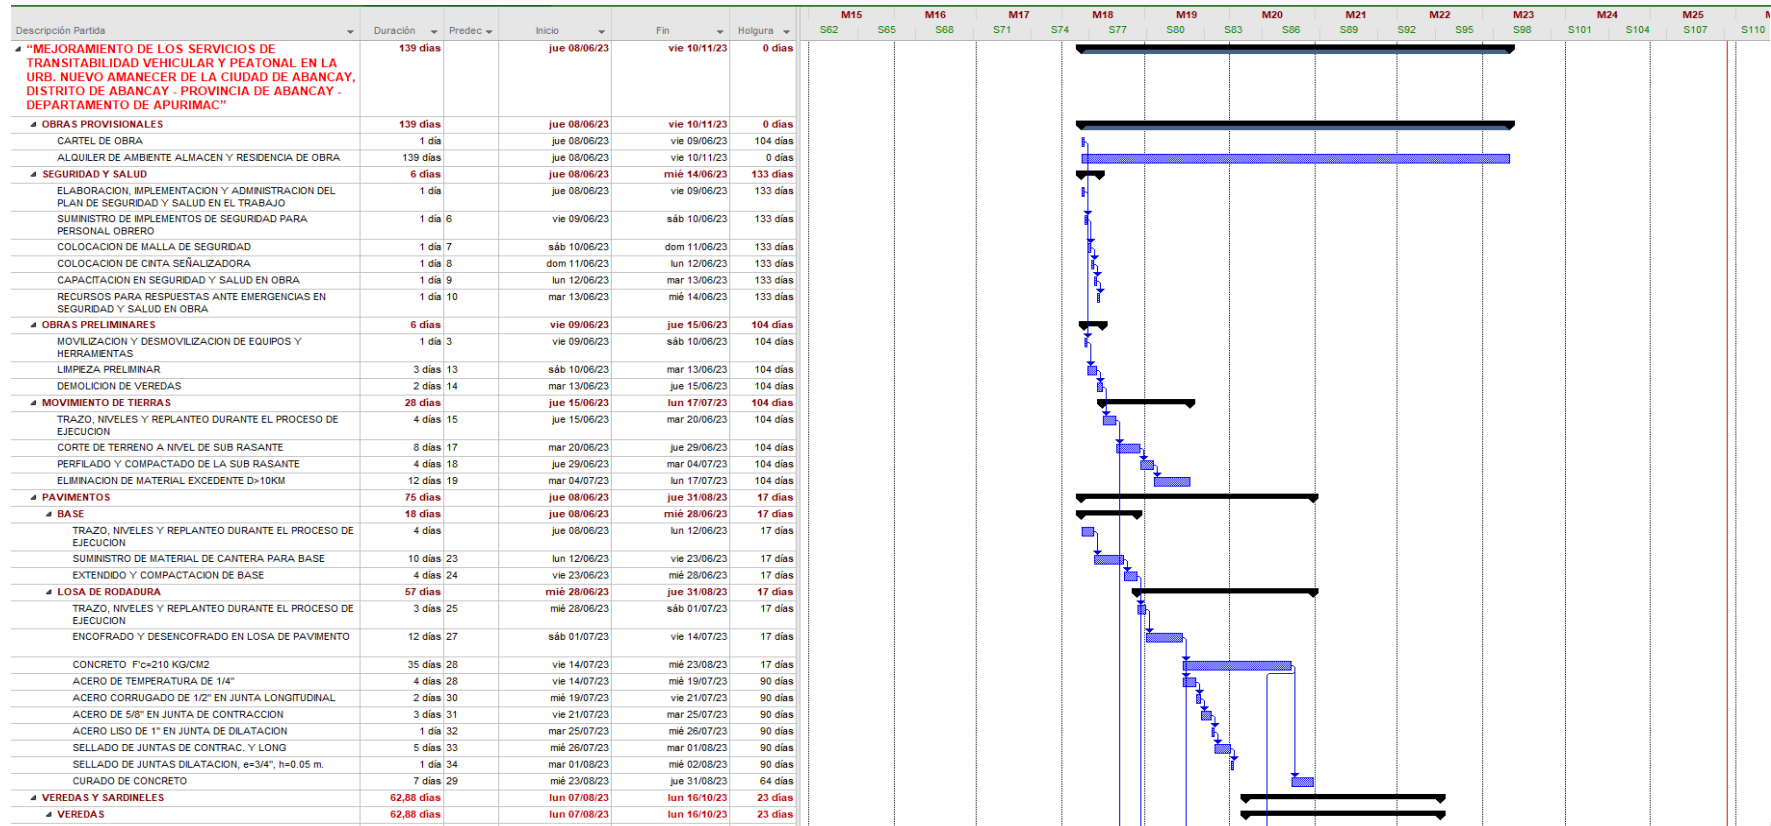 M15 M16 M17 M18 M19 M20 M21 M22 M23 M24 M25
Descripción Partida Duración Predec Inicio Fin Holgura S62 S65 S68 S71 S74 S77 S80 S83 S86 S89 S92 S95 S98 S101 S104 S107 S110
“MEJORAMIENTO DE LOS SERVICIOS DE 139 días jue 08/06/23 vie 10/11/23 0 días
TRANSITABILIDAD VEHICULAR Y PEATONAL EN LA
URB. NUEVO AMANECER DE LA CIUDAD DE ABANCAY,
DISTRITO DE ABANCAY - PROVINCIA DE ABANCAY -
DEPARTAMENTO DE APURIMAC”
OBRAS PROVISIONALES 139 días jue 08/06/23 vie 10/11/23 0 días
CARTEL DE OBRA 1 día jue 08/06/23 vie 09/06/23 104 días
ALQUILER DE AMBIENTE ALMACEN Y RESIDENCIA DE OBRA 139 días jue 08/06/23 vie 10/11/23 0 días
SEGURIDAD Y SALUD 6 días jue 08/06/23 mié 14/06/23 133 días
ELABORACION, IMPLEMENTACION Y ADMINISTRACION DEL 1 día jue 08/06/23 vie 09/06/23 133 días
PLAN DE SEGURIDAD Y SALUD EN EL TRABAJO
SUMINISTRO DE IMPLEMENTOS DE SEGURIDAD PARA 1 día 6 vie 09/06/23 sáb 10/06/23 133 días
PERSONAL OBRERO
COLOCACION DE MALLA DE SEGURIDAD 1 día 7 sáb 10/06/23 dom 11/06/23 133 días
COLOCACION DE CINTA SEÑALIZADORA 1 día 8 dom 11/06/23 lun 12/06/23 133 días
CAPACITACION EN SEGURIDAD Y SALUD EN OBRA 1 día 9 lun 12/06/23 mar 13/06/23 133 días
RECURSOS PARA RESPUESTAS ANTE EMERGENCIAS EN 1 día 10 mar 13/06/23 mié 14/06/23 133 días
SEGURIDAD Y SALUD EN OBRA
OBRAS PRELIMINARES 6 días vie 09/06/23 jue 15/06/23 104 días
MOVILIZACION Y DESMOVILIZACION DE EQUIPOS Y 1 día 3 vie 09/06/23 sáb 10/06/23 104 días
HERRAMIENTAS
LIMPIEZA PRELIMINAR 3 días 13 sáb 10/06/23 mar 13/06/23 104 días
DEMOLICION DE VEREDAS 2 días 14 mar 13/06/23 jue 15/06/23 104 días
MOVIMIENTO DE TIERRAS 28 días jue 15/06/23 lun 17/07/23 104 días
TRAZO, NIVELES Y REPLANTEO DURANTE EL PROCESO DE 4 días 15 jue 15/06/23 mar 20/06/23 104 días
EJECUCION
CORTE DE TERRENO A NIVEL DE SUB RASANTE 8 días 17 mar 20/06/23 jue 29/06/23 104 días
PERFILADO Y COMPACTADO DE LA SUB RASANTE 4 días 18 jue 29/06/23 mar 04/07/23 104 días
ELIMINACION DE MATERIAL EXCEDENTE D>10KM 12 días 19 mar 04/07/23 lun 17/07/23 104 días
PAVIMENTOS 75 días jue 08/06/23 jue 31/08/23 17 días
BASE 18 días jue 08/06/23 mié 28/06/23 17 días
TRAZO, NIVELES Y REPLANTEO DURANTE EL PROCESO DE 4 días jue 08/06/23 lun 12/06/23 17 días
EJECUCION
SUMINISTRO DE MATERIAL DE CANTERA PARA BASE 10 días 23 lun 12/06/23 vie 23/06/23 17 días
EXTENDIDO Y COMPACTACION DE BASE 4 días 24 vie 23/06/23 mié 28/06/23 17 días
LOSA DE RODADURA 57 días mié 28/06/23 jue 31/08/23 17 días
TRAZO, NIVELES Y REPLANTEO DURANTE EL PROCESO DE 3 días 25 mié 28/06/23 sáb 01/07/23 17 días
EJECUCION
ENCOFRADO Y DESENCOFRADO EN LOSA DE PAVIMENTO 12 días 27 sáb 01/07/23 vie 14/07/23 17 días
CONCRETO F'c=210 KG/CM2 35 días 28 vie 14/07/23 mié 23/08/23 17 días
ACERO DE TEMPERATURA DE 1/4" 4 días 28 vie 14/07/23 mié 19/07/23 90 días
ACERO CORRUGADO DE 1/2" EN JUNTA LONGITUDINAL 2 días 30 mié 19/07/23 vie 21/07/23 90 días
ACERO DE 5/8" EN JUNTA DE CONTRACCION 3 días 31 vie 21/07/23 mar 25/07/23 90 días
ACERO LISO DE 1" EN JUNTA DE DILATACION 1 día 32 mar 25/07/23 mié 26/07/23 90 días
SELLADO DE JUNTAS DE CONTRAC. Y LONG 5 días 33 mié 26/07/23 mar 01/08/23 90 días
SELLADO DE JUNTAS DILATACION, e=3/4", h=0.05 m. 1 día 34 mar 01/08/23 mié 02/08/23 90 días
CURADO DE CONCRETO 7 días 29 mié 23/08/23 jue 31/08/23 64 días
VEREDAS Y SARDINELES 62,88 días lun 07/08/23 lun 16/10/23 23 días
VEREDAS 62,88 días lun 07/08/23 lun 16/10/23 23 días